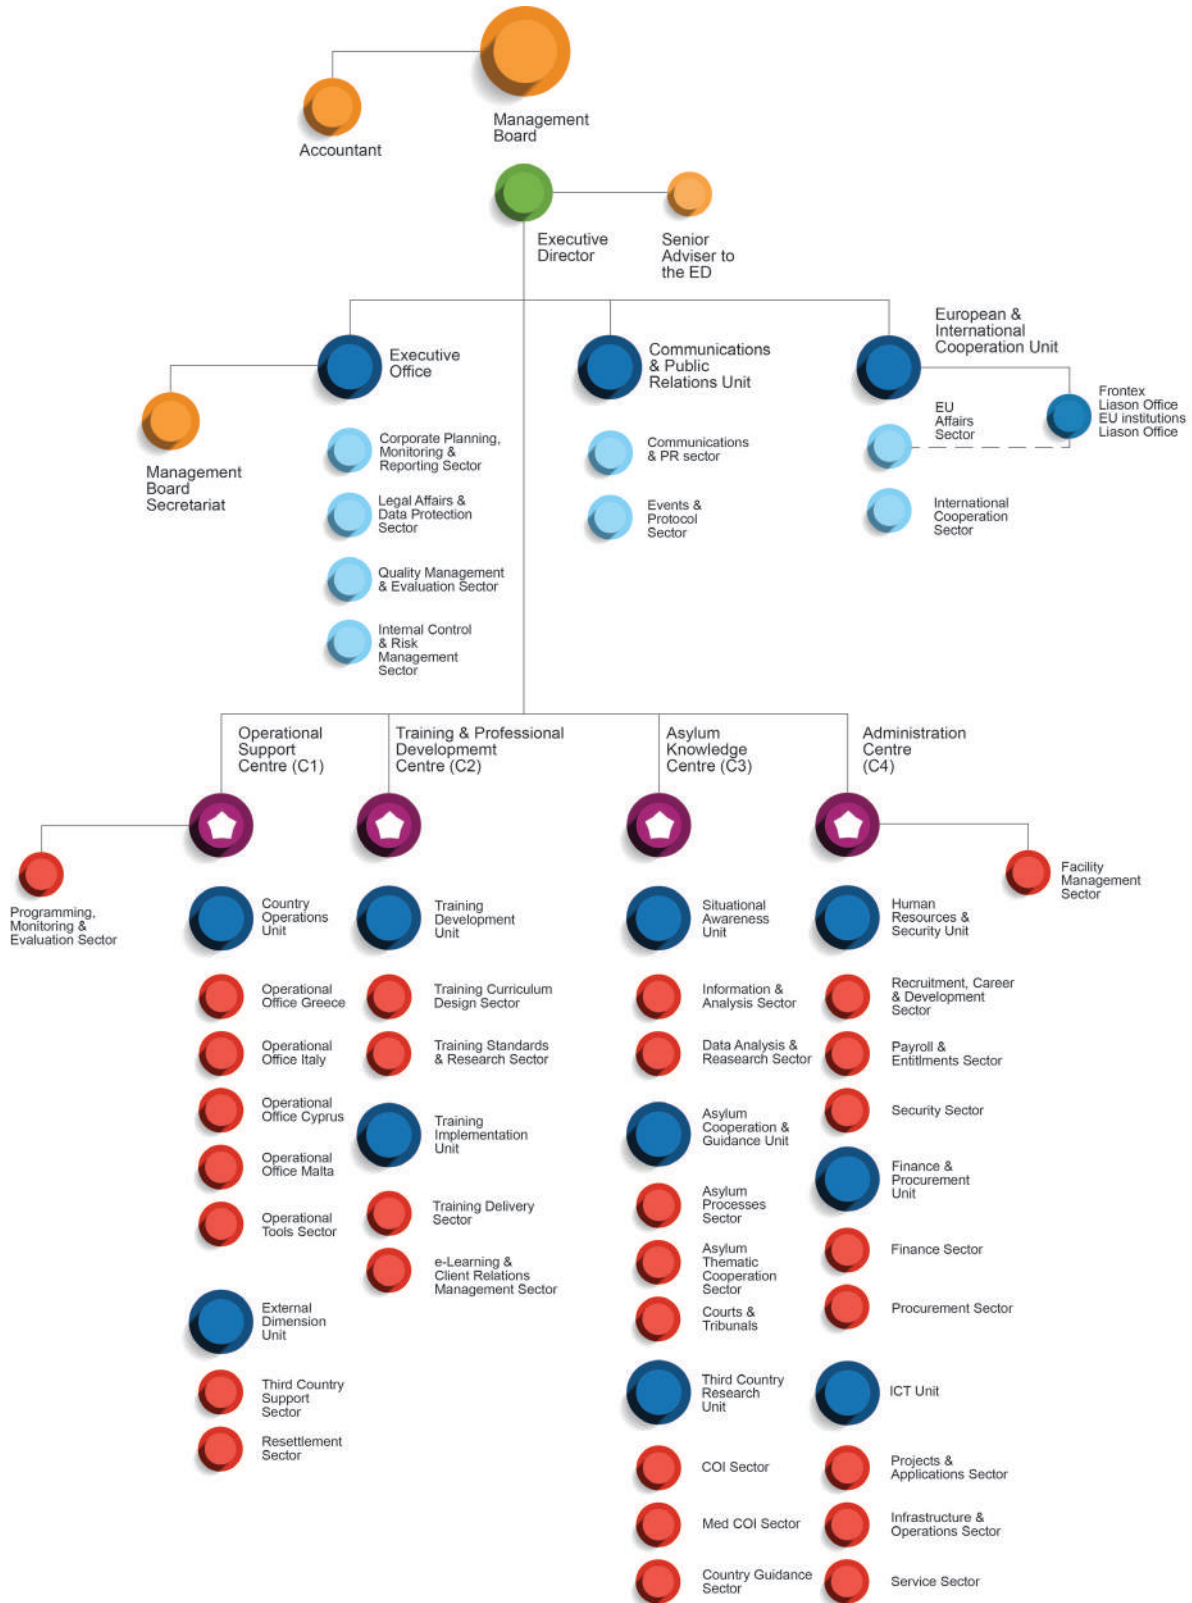 Management
Board
Accountant
Executive
Director
Senior
Adviser to
the ED
Executive
Office
Communications
& Public
Relations Unit
European &
International
Cooperation Unit
Management
Board
Secretariat
Corporate Planning,
Monitoring &
Reporting Sector
Legal Affairs &
Data Protection
Sector
Quality Management
& Evaluation Sector
Internal Control
& Risk
Management
Sector
Communications
& PR sector
Events &
Protocol
Sector
EU
Affairs
Sector
Frontex
Liason Office
EU institutions
Liason Office
International
Cooperation
Sector
Operational
Support
Centre (C1)
Training & Professional
Developemt
Centre (C2)
Asylum
Knowledge
Centre (C3)
Administration
Centre
(C4)
Programming,
Monitoring &
Evaluation Sector
Country
Operations
Unit
Operational
Office Greece
Operational
Office Italy
Operational
Office Cyprus
Operational
Office Malta
Operational
Tools Sector
External
Dimension
Unit
Third Country
Support
Sector
Resettlement
Sector
Training
Development
Unit
Training Curriculum
Design Sector
Training Standards
& Research Sector
Training
Implementation
Unit
Training Delivery
Sector
e-Learning &
Client Relations
Management Sector
Situational
Awareness
Unit
Information &
Analysis Sector
Data Analysis &
Reasearch Sector
Asylum
Cooperation &
Guidance Unit
Asylum
Processes
Sector
Asylum
Thematic
Cooperation
Sector
Courts &
Tribunals
Third Country
Research
Unit
COI Sector
Med COI Sector
Country Guidance
Sector
Facility
Management
Sector
Human
Resources &
Security Unit
Recruitment, Career
& Development
Sector
Payroll &
Entitlments Sector
Security Sector
Finance &
Procurement
Unit
Finance Sector
Procurement Sector
ICT Unit
Projects &
Applications Sector
Infrastructure &
Operations Sector
Service Sector